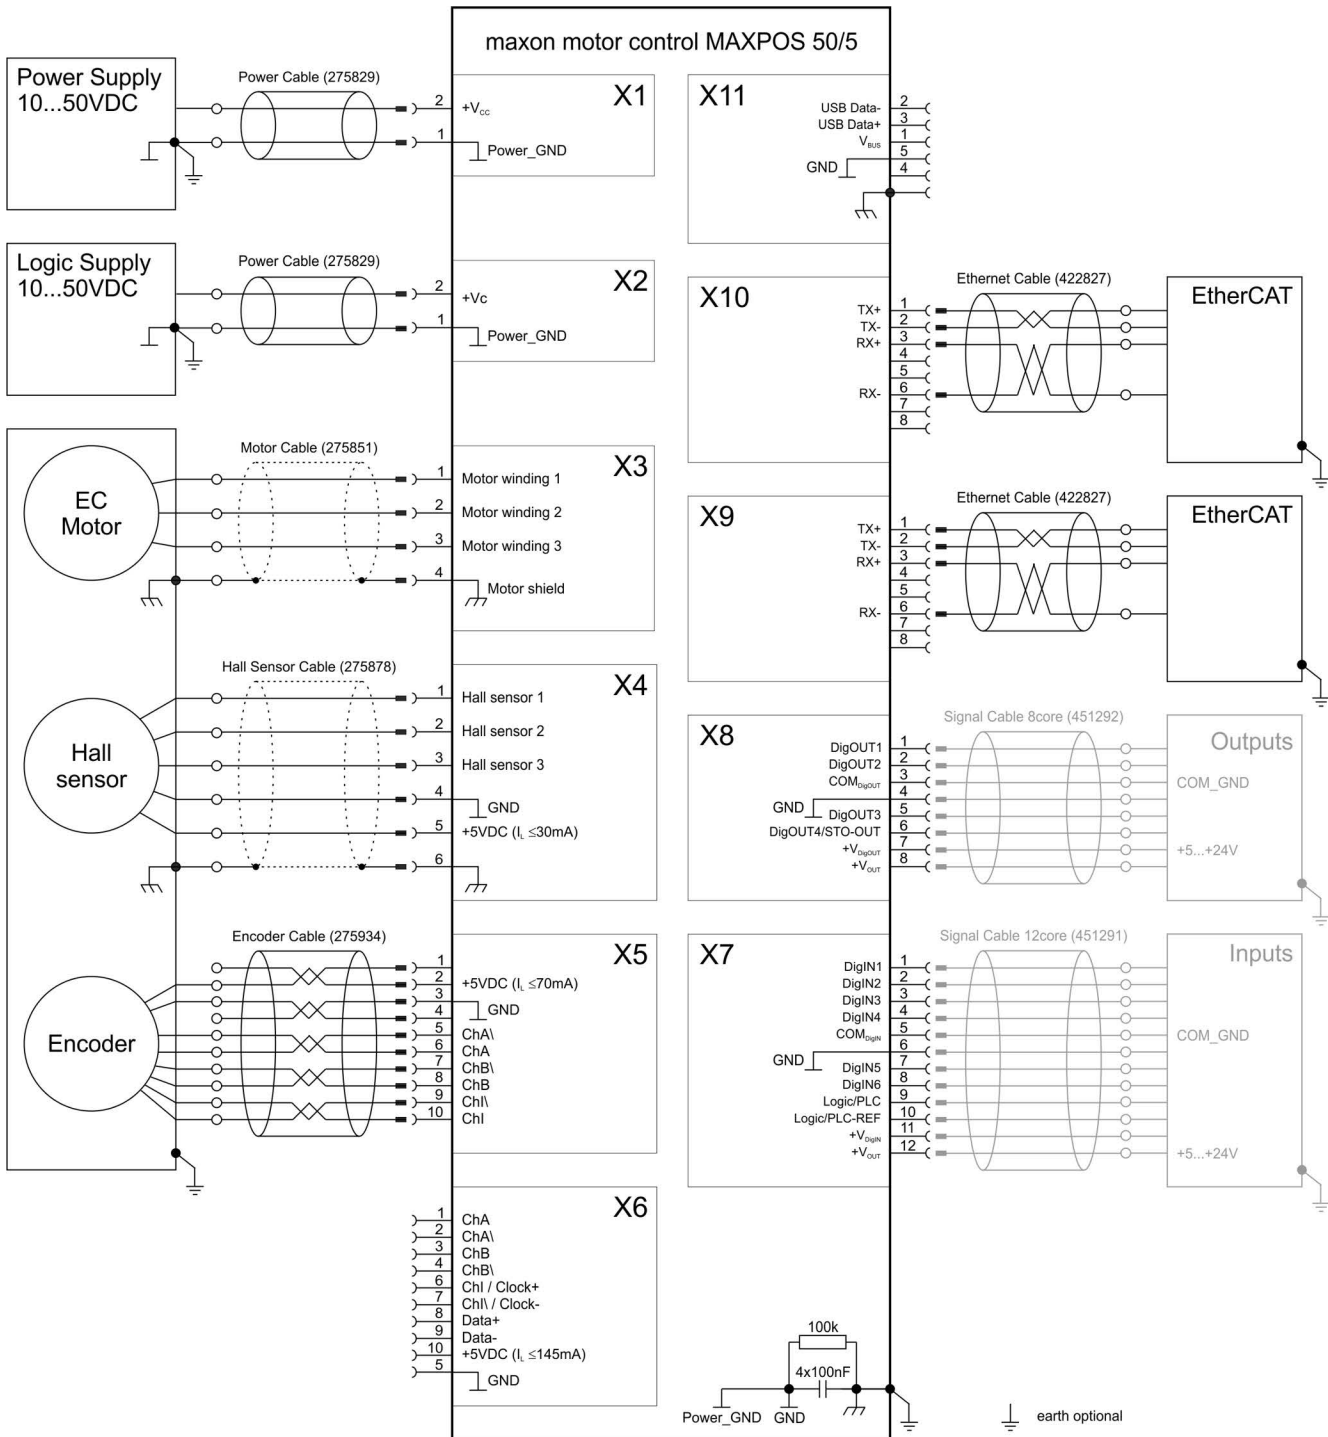 maxon motor control MAXPOS 50/5
Power Supply
10...50VDC
Power Cable (275829)
X1
2 +Vcc
1 Power_GND
Logic Supply
10...50VDC
Power Cable (275829)
X2
2 +Vc
1 Power_GND
EC
Motor
Motor Cable (275851)
X3
1 Motor winding 1
2 Motor winding 2
3 Motor winding 3
4 Motor shield
Hall
sensor
Hall Sensor Cable (275878)
X4
1 Hall sensor 1
2 Hall sensor 2
3 Hall sensor 3
4 GND
5 +5VDC (IL ≤30mA)
6
Encoder
Encoder Cable (275934)
X5
1
2 +5VDC (IL ≤70mA)
3 GND
4
5 ChA\
6 ChA
7 ChB\
8 ChB
9 ChI\
10 ChI
X6
1 ChA
2 ChA\
3 ChB
4 ChB\
6 ChI / Clock+
7 ChI\ / Clock-
8 Data+
9 Data-
10 +5VDC (IL ≤145mA)
5 GND
X11
USB Data- 2
USB Data+ 3
VBUS 1
GND 5
4
X10
Ethernet Cable (422827)
EtherCAT
TX+ 1
TX- 2
RX+ 3
4
5
RX- 6
7
8
X9
Ethernet Cable (422827)
EtherCAT
TX+ 1
TX- 2
RX+ 3
4
5
RX- 6
7
8
X8
Signal Cable 8core (451292)
Outputs
DigOUT1 1
DigOUT2 2
COMDigOUT 3 COM_GND
GND 4
DigOUT3 5
DigOUT4/STO-OUT 6
+VDigOUT 7 +5...+24V
+VOUT 8
X7
Signal Cable 12core (451291)
Inputs
DigIN1 1
DigIN2 2
DigIN3 3
DigIN4 4
COMDigIN 5 COM_GND
GND 6
DigIN5 7
DigIN6 8
Logic/PLC 9
Logic/PLC-REF 10
+VDigIN 11
+VOUT 12 +5...+24V
100k
4x100nF
Power_GND GND
earth optional